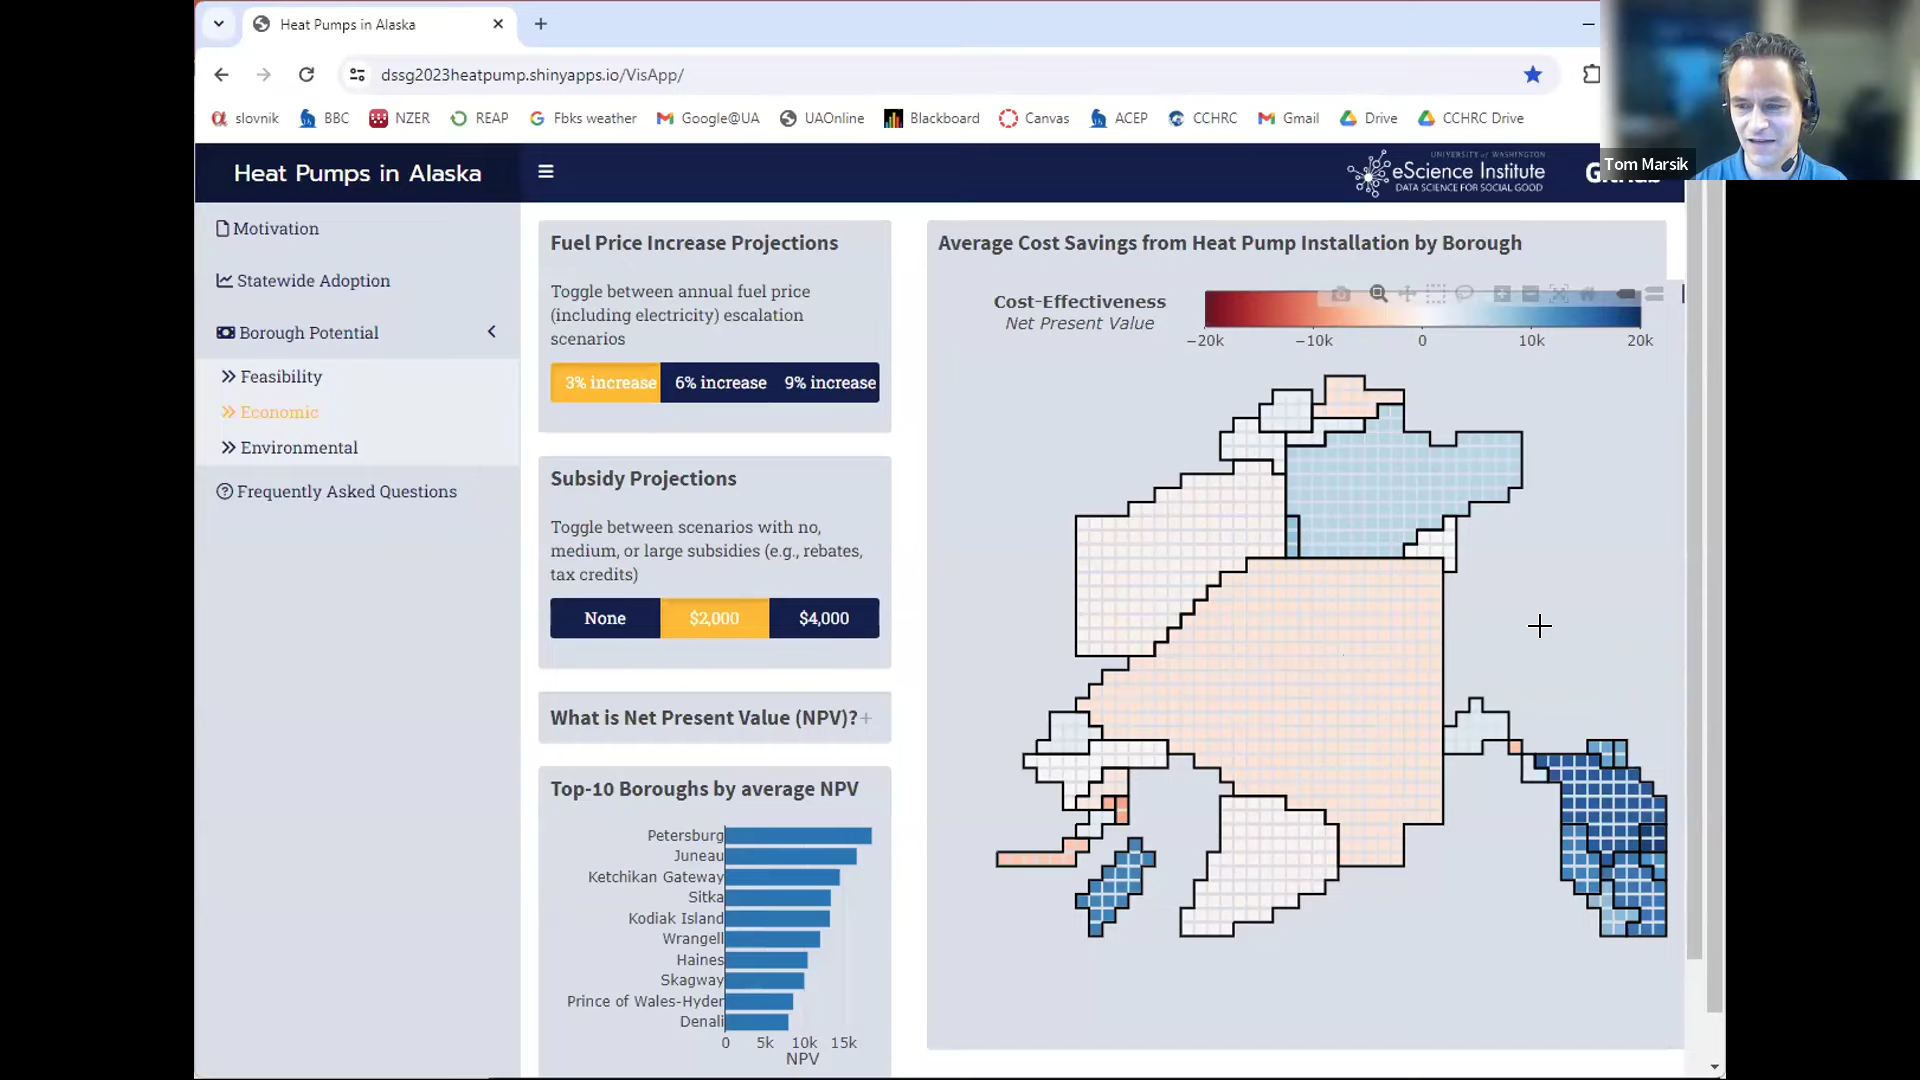 Heat Pumps in Alaska
dssg2023heatpump.shinyapps.io/VisApp/
slovnik BBC NZER REAP Fbks weather Google@UA UAOnline Blackboard Canvas ACEP CCHRC Gmail Drive CCHRC Drive
Tom Marsik
Heat Pumps in Alaska
UNIVERSITY of WASHINGTON
eScience Institute
DATA SCIENCE FOR SOCIAL GOOD
Motivation
Statewide Adoption
Borough Potential
Feasibility
Economic
Environmental
Frequently Asked Questions
Fuel Price Increase Projections
Toggle between annual fuel price
(including electricity) escalation
scenarios
3% increase 6% increase 9% increase
Subsidy Projections
Toggle between scenarios with no,
medium, or large subsidies (e.g., rebates,
tax credits)
None $2,000 $4,000
What is Net Present Value (NPV)? +
Top-10 Boroughs by average NPV
Petersburg
Juneau
Ketchikan Gateway
Sitka
Kodiak Island
Wrangell
Haines
Skagway
Prince of Wales-Hyder
Denali
0 5k 10k 15k
NPV
Average Cost Savings from Heat Pump Installation by Borough
Cost-Effectiveness
Net Present Value
−20k −10k 0 10k 20k